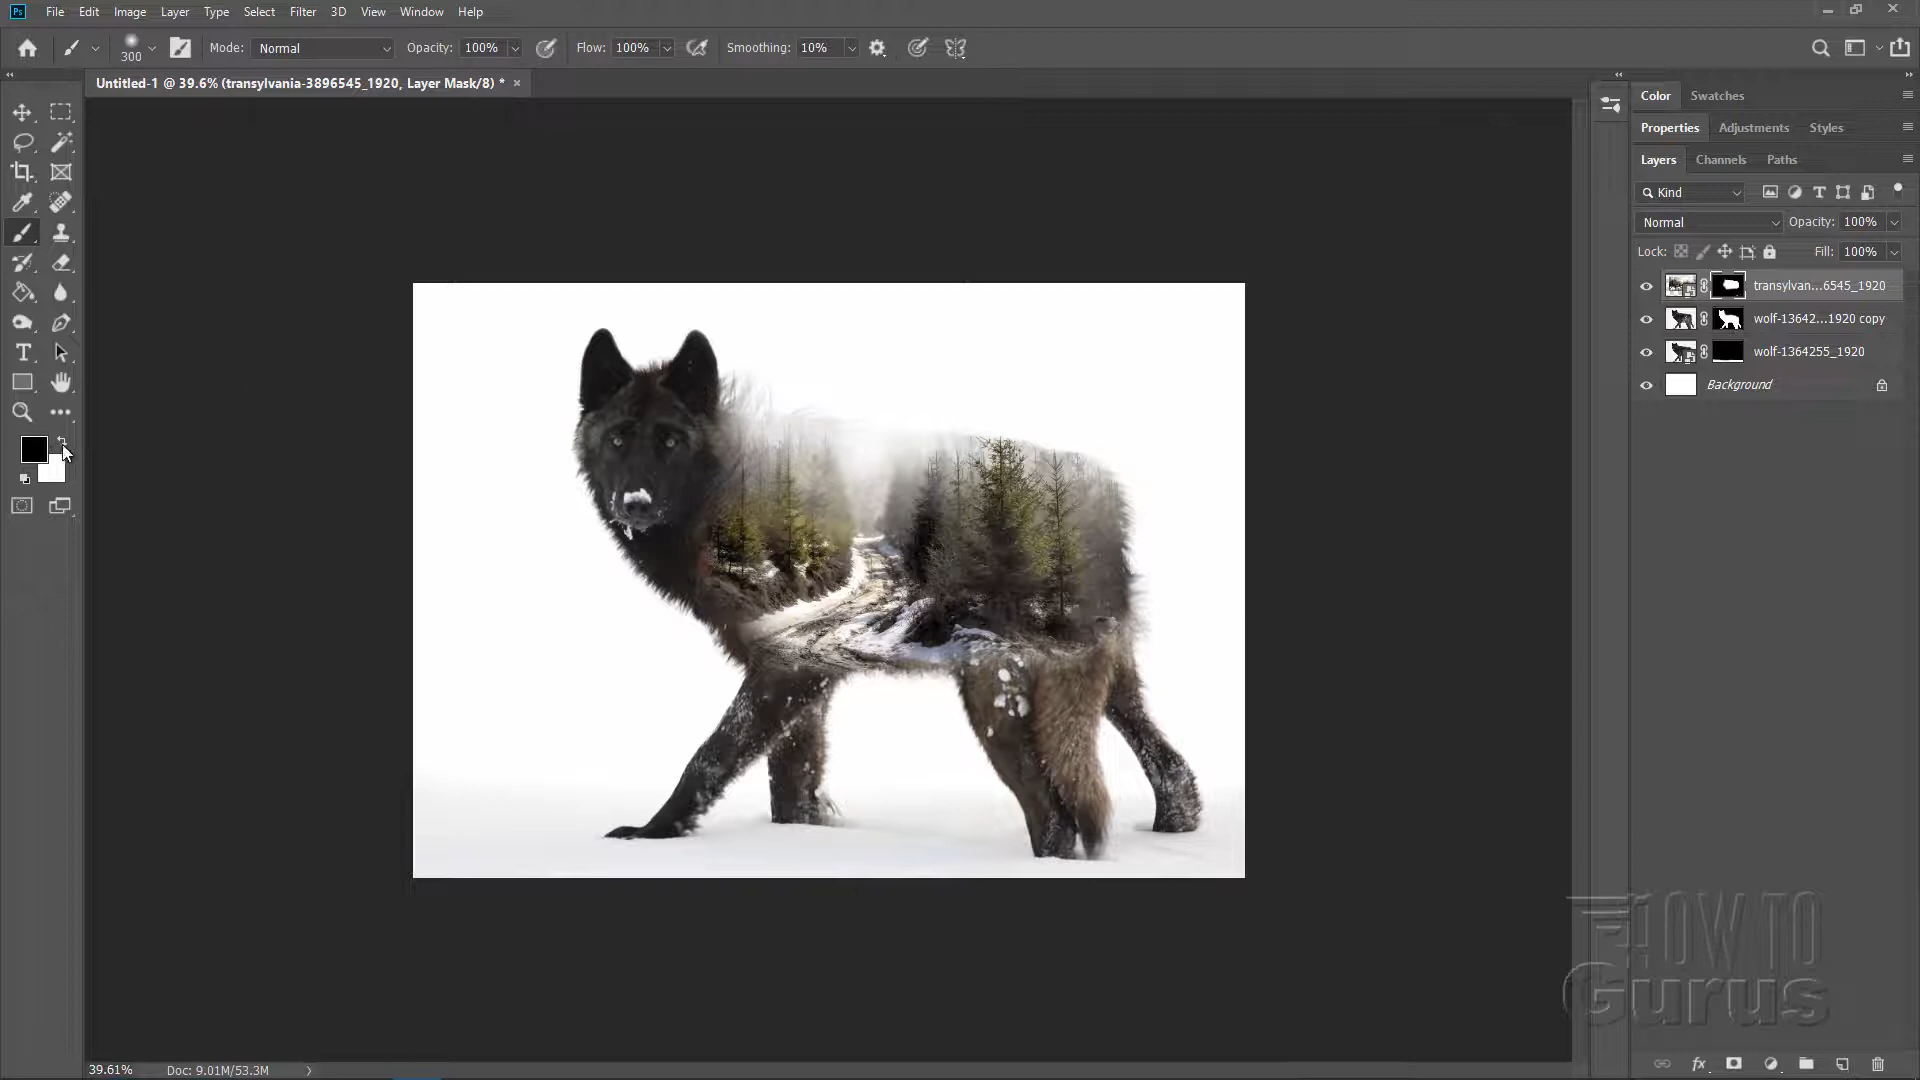 Ps File Edit Image Layer Type Select Filter 3D View Window Help
300 Mode: Normal Opacity: 100% Flow: 100% Smoothing: 10%
Untitled-1 @ 39.6% (transylvania-3896545_1920, Layer Mask/8) * ×
Color Swatches
Properties Adjustments Styles
Layers Channels Paths
Kind
Normal Opacity: 100%
Lock: Fill: 100%
transylvan...6545_1920
wolf-13642...1920 copy
wolf-1364255_1920
Background
HOW TO
Gurus
39.61% Doc: 9.01M/53.3M